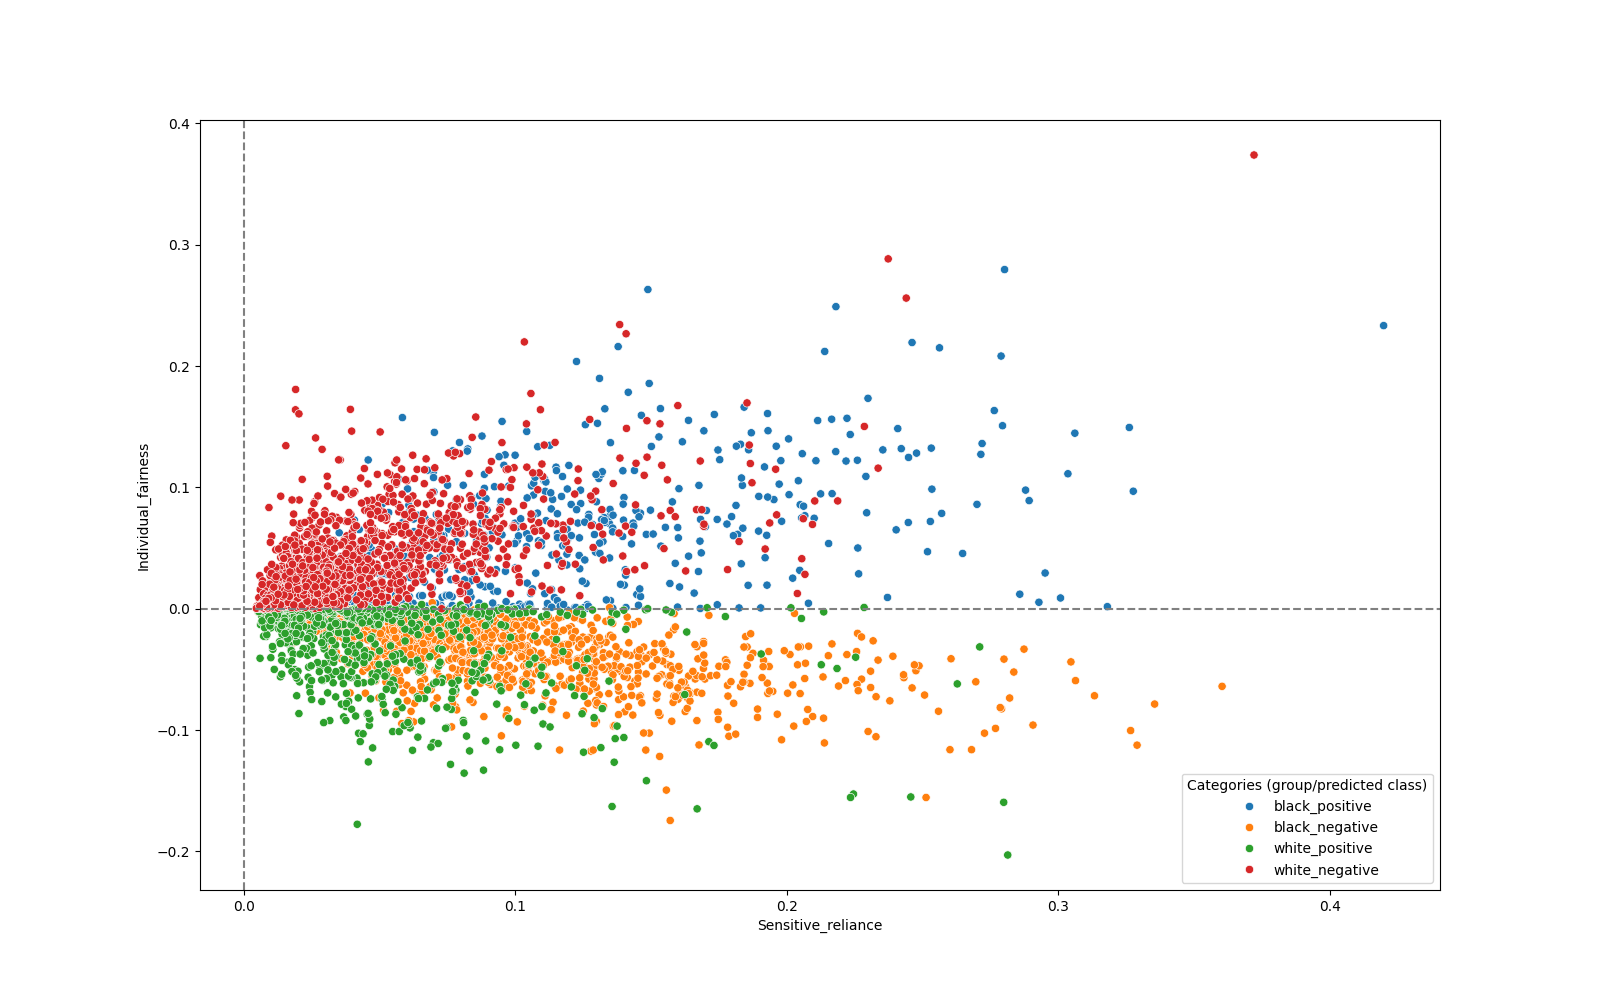 0.4
0.3
0.2
0.1
0.0
−0.1
−0.2
Individual_fairness
0.0
0.1
0.2
0.3
0.4
Sensitive_reliance
Categories (group/predicted class)
black_positive
black_negative
white_positive
white_negative